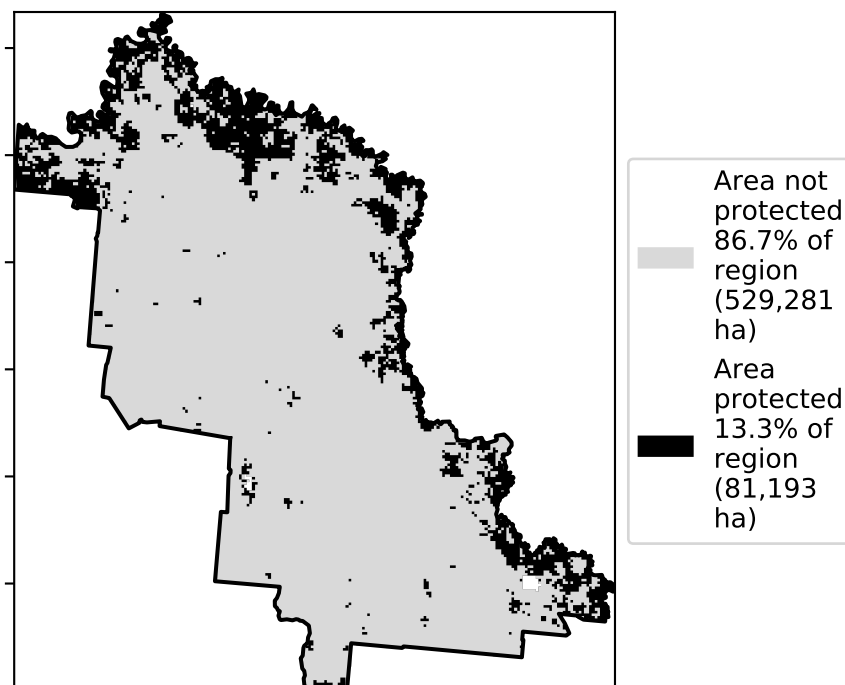 Area not
protected
86.7% of
region
(529,281
ha)
Area
protected
13.3% of
region
(81,193
ha)